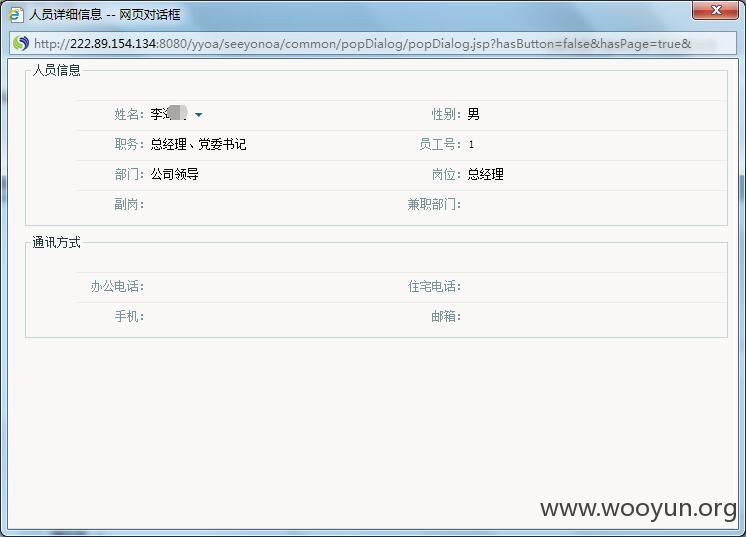 人员详细信息 -- 网页对话框
http://222.89.154.134:8080/yyoa/seeyonoa/common/popDialog/popDialog.jsp?hasButton=false&hasPage=true&
人员信息
姓名: 李 性别: 男
职务: 总经理、党委书记 员工号: 1
部门: 公司领导 岗位: 总经理
副岗: 兼职部门:
通讯方式
办公电话: 住宅电话:
手机: 邮箱:
www.wooyun.org